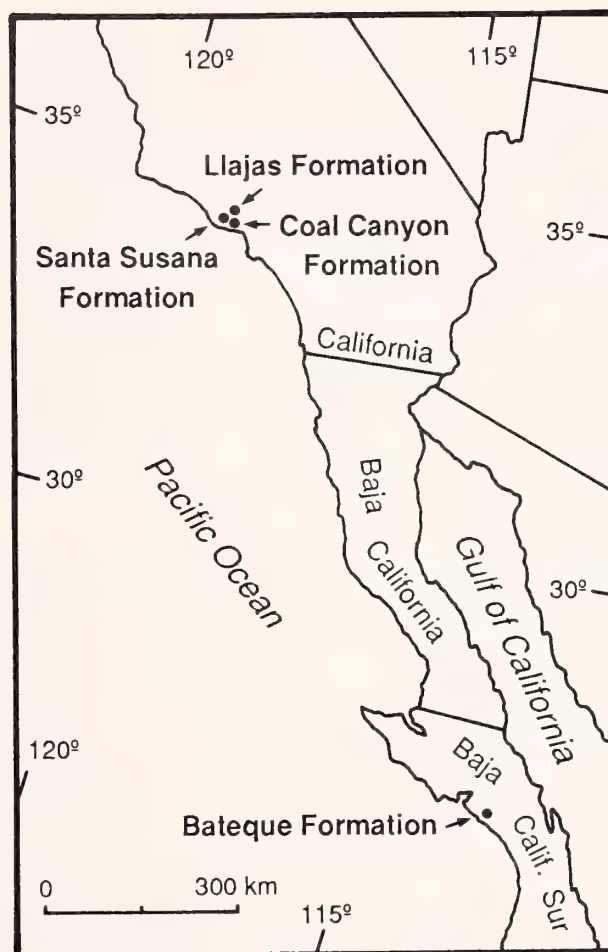 120º
115º
35º
Llajas Formation
Coal Canyon
Formation
35º
Santa Susana
Formation
California
30º
Pacific Ocean
Baja
California
Gulf of California
30º
120º
Baja
Calif. Sur
Bateque Formation
0 300 km
115º